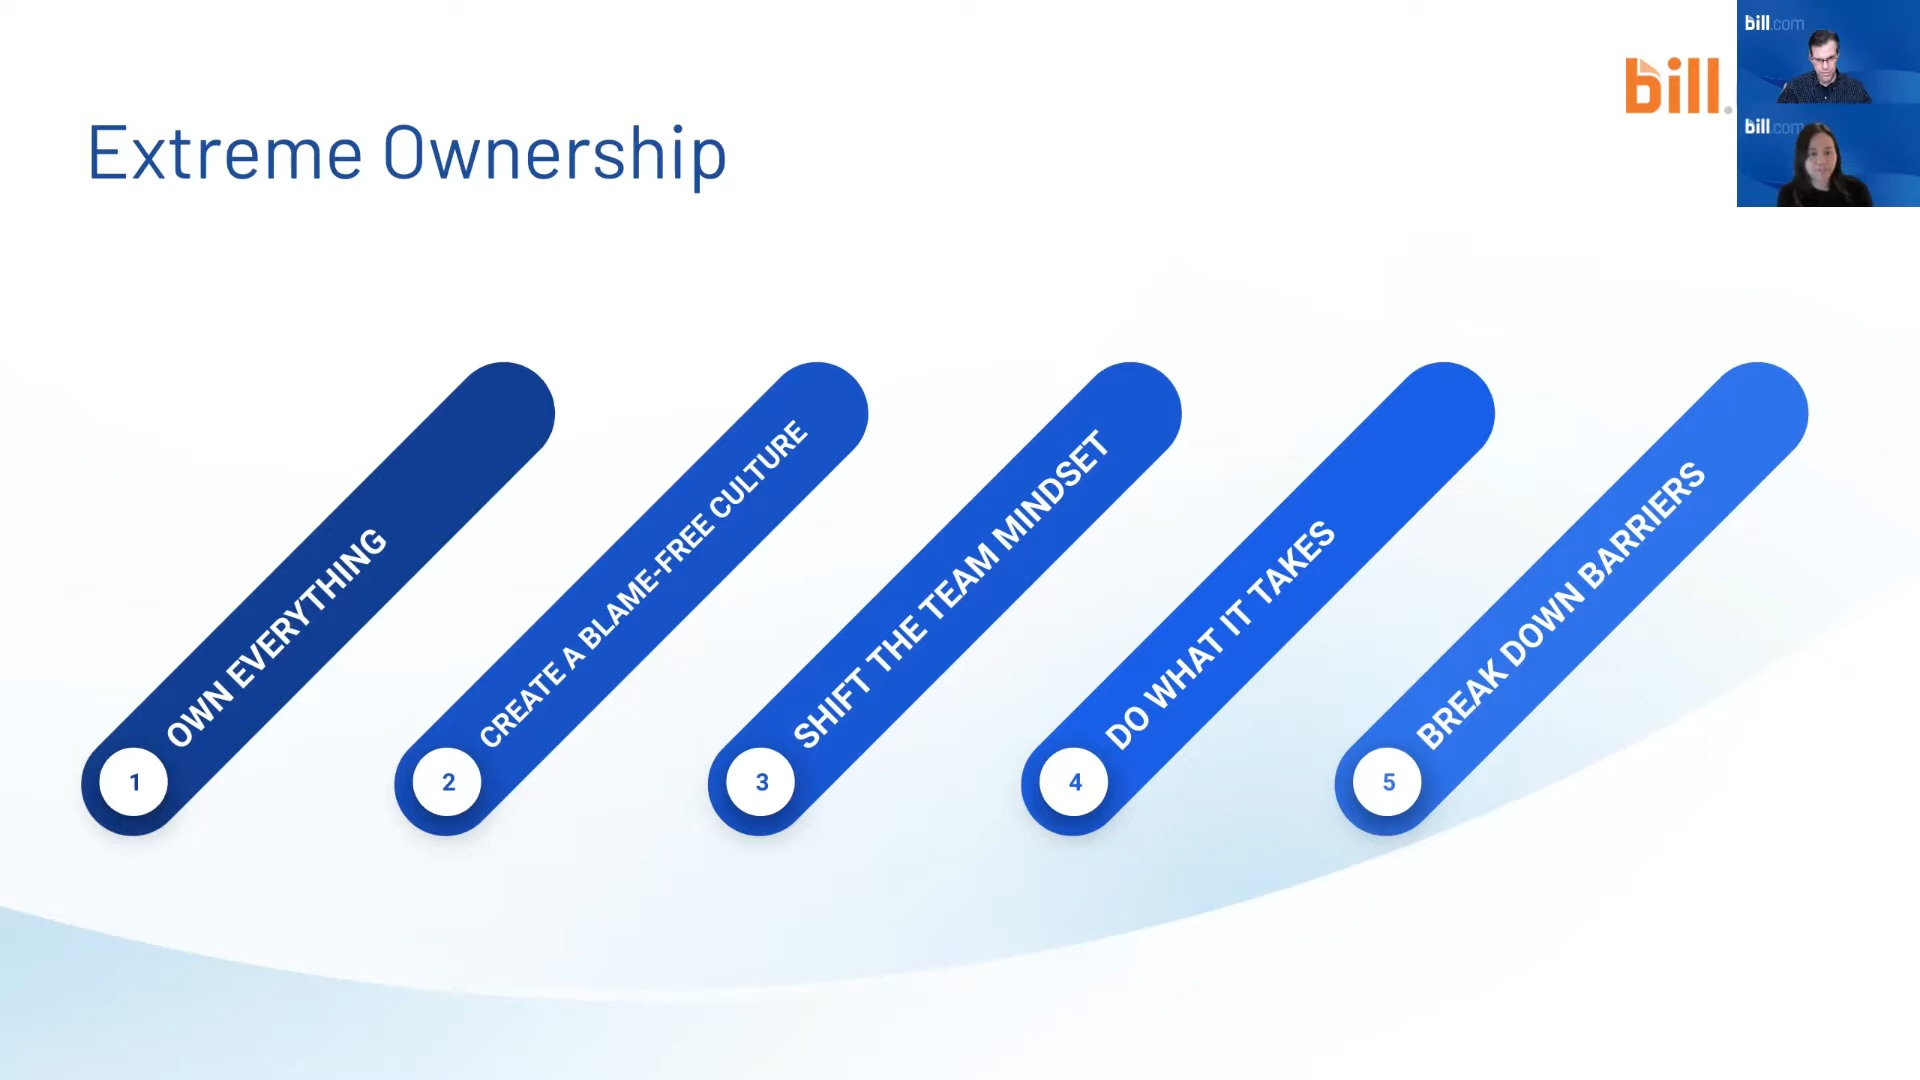 bill.
bill.com
bill.com
Extreme Ownership
1 OWN EVERYTHING
2 CREATE A BLAME-FREE CULTURE
3 SHIFT THE TEAM MINDSET
4 DO WHAT IT TAKES
5 BREAK DOWN BARRIERS